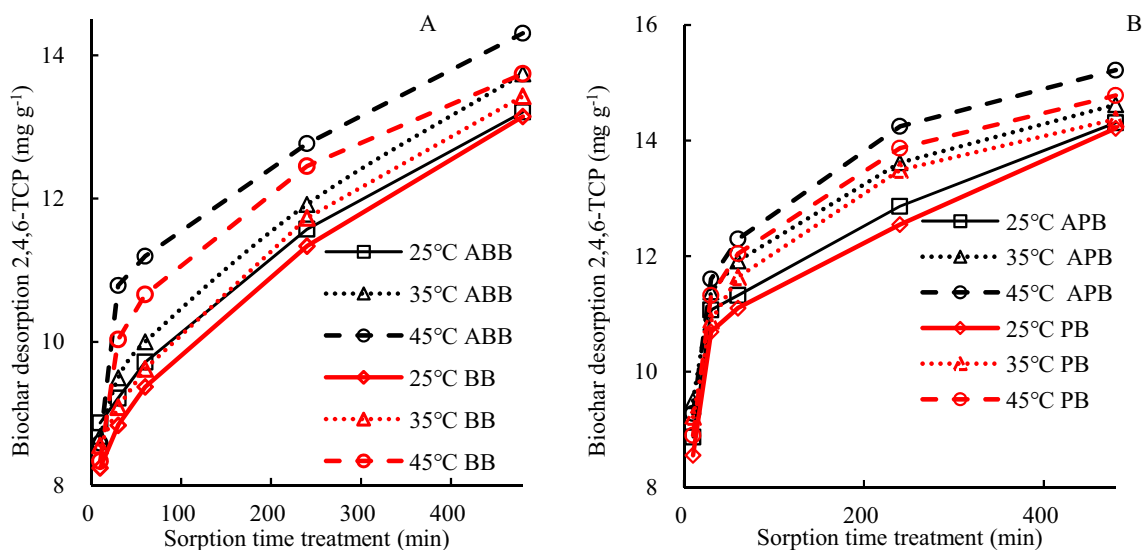 A
Biochar desorption 2,4,6-TCP (mg g⁻¹)
14
12
10
8
0
100
200
300
400
Sorption time treatment (min)
25℃ ABB
35℃ ABB
45℃ ABB
25℃ BB
35℃ BB
45℃ BB
B
Biochar desorption 2,4,6-TCP (mg g⁻¹)
16
14
12
10
8
6
0
200
400
Sorption time treatment (min)
25℃ APB
35℃ APB
45℃ APB
25℃ PB
35℃ PB
45℃ PB